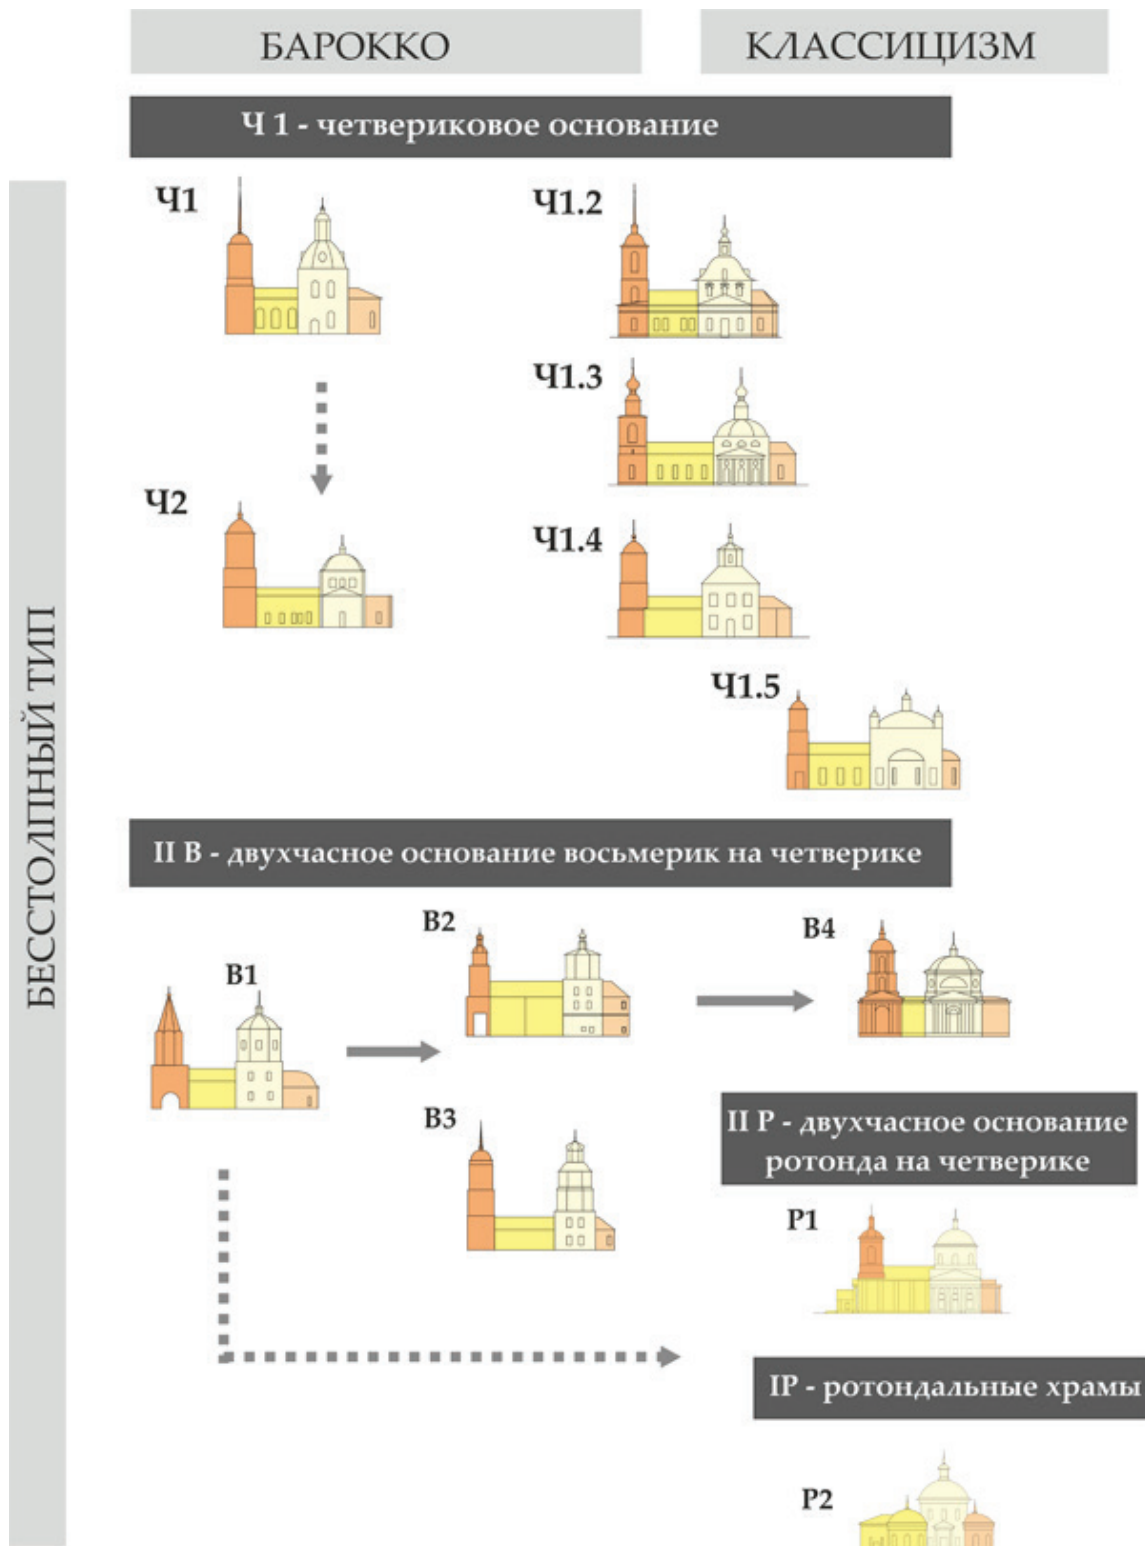 БАРОККО
КЛАССИЦИЗМ
Ч 1 - четвериковое основание
БЕССТОЛПНЫЙ ТИП
Ч1
Ч1.2
Ч1.3
Ч2
Ч1.4
Ч1.5
II В - двухчасное основание восьмерик на четверике
В1
В2
В4
В3
II Р - двухчасное основание
ротонда на четверике
Р1
IР - ротондальные храмы
Р2